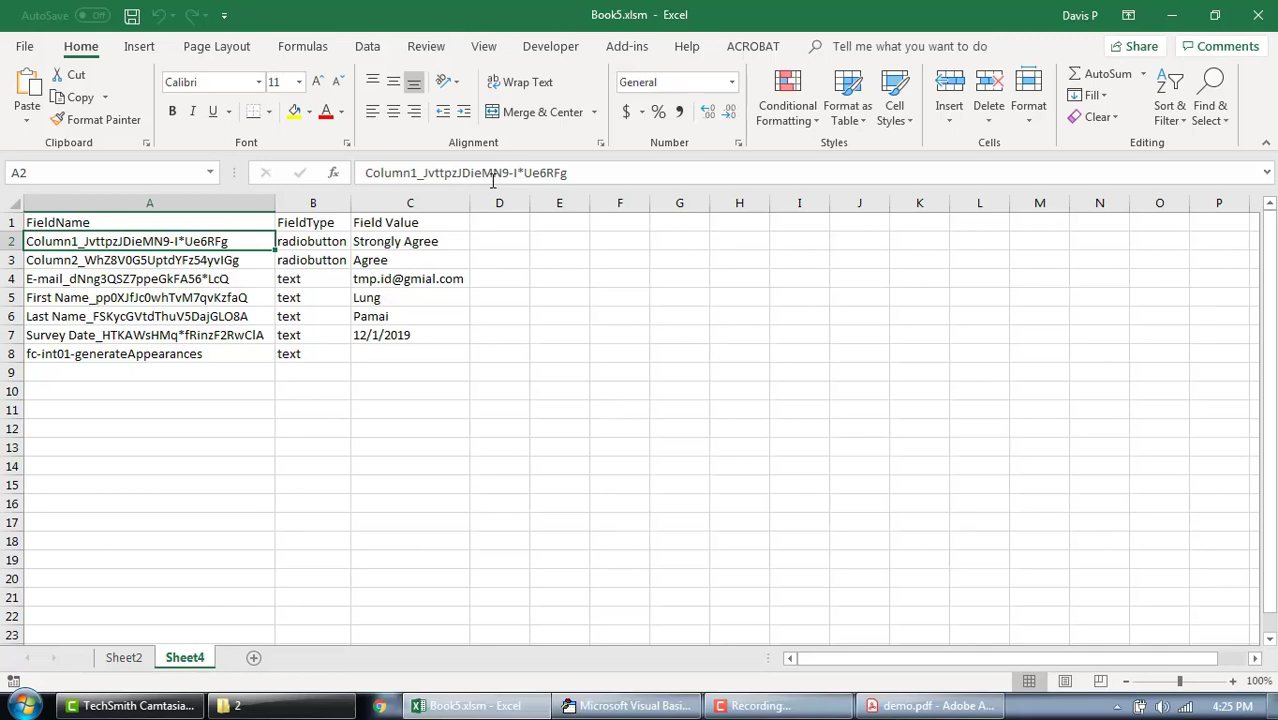 AutoSave Off Book5.xlsm - Excel Davis P
File Home Insert Page Layout Formulas Data Review View Developer Add-ins Help ACROBAT Tell me what you want to do Share Comments
Paste Cut Calibri 11 Wrap Text General Conditional Formatting Format as Table Cell Styles Insert Delete Format AutoSum Sort & Filter Find & Select
Copy Fill
Format Painter B I U A Merge & Center $ % , Clear
Clipboard Font Alignment Number Styles Cells Editing
A2 fx Column1_JvttpzJDieMN9-I*Ue6RFg
A B C D E F G H I J K L M N O P
1 FieldName FieldType Field Value
2 Column1_JvttpzJDieMN9-I*Ue6RFg radiobutton Strongly Agree
3 Column2_WhZ8V0G5UptdYFz54yvIGg radiobutton Agree
4 E-mail_dNng3QSZ7ppeGkFA56*LcQ text tmp.id@gmial.com
5 First Name_pp0XJfJc0whTvM7qvKzfaQ text Lung
6 Last Name_FSKycGVtdThuV5DajGLO8A text Pamai
7 Survey Date_HTKAWsHMq*fRinzF2RwClA text 12/1/2019
8 fc-int01-generateAppearances text
9
10
11
12
13
14
15
16
17
18
19
20
21
22
23
Sheet2 Sheet4
100%
TechSmith Camtasia... 2 Book5.xlsm - Excel Microsoft Visual Basi... Recording... demo.pdf - Adobe A... 4:25 PM